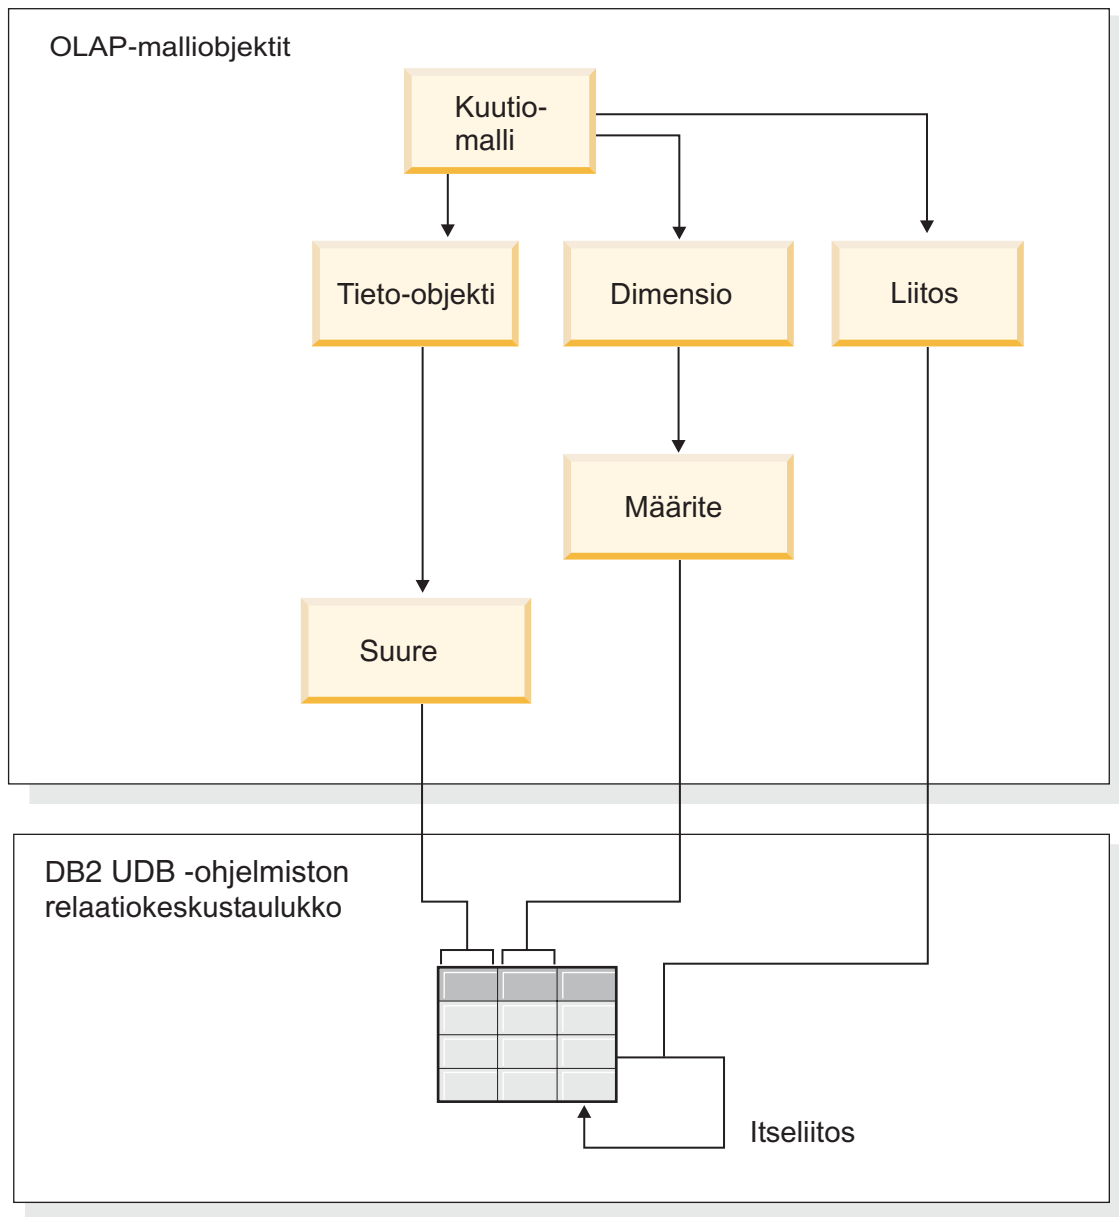 OLAP-malliobjektit
Kuutio-
malli
Tieto-objekti
Dimensio
Liitos
Määrite
Suure
DB2 UDB -ohjelmiston
relaatiokeskustaulukko
Itseliitos